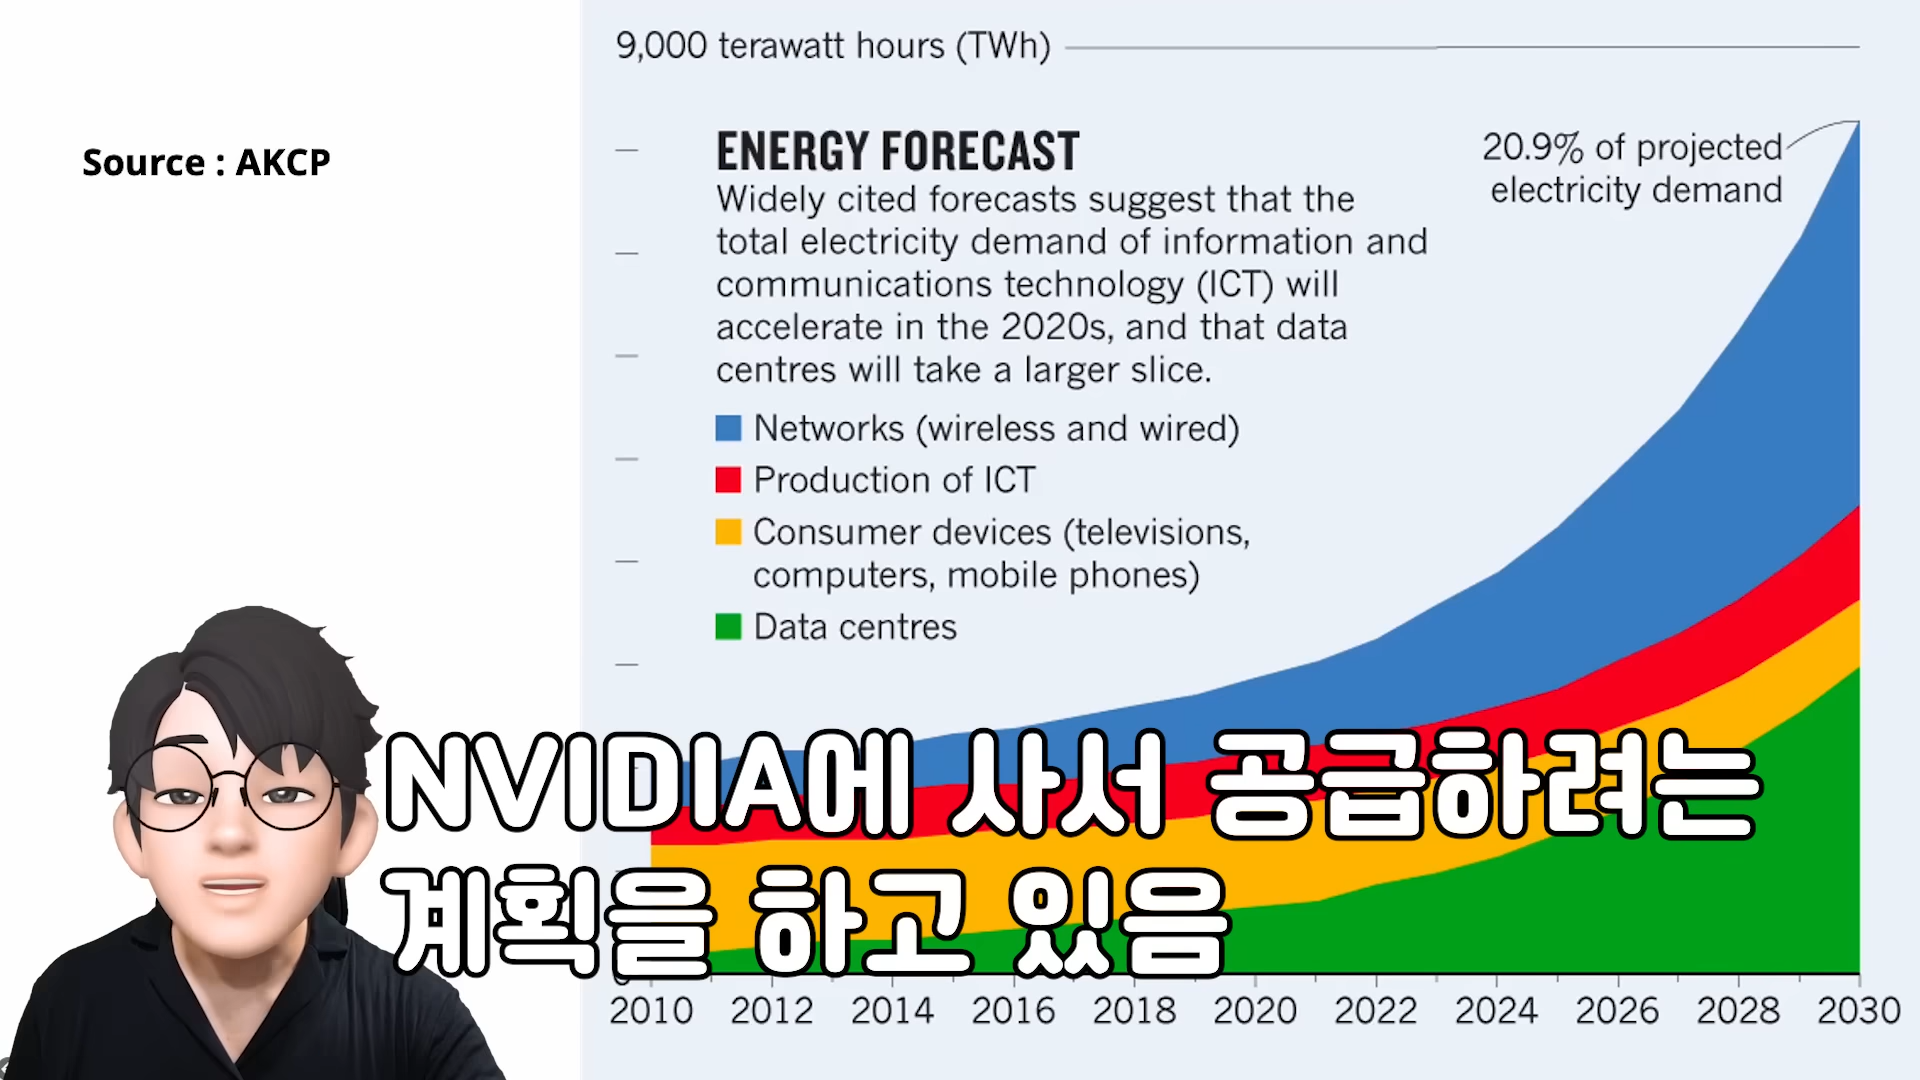 9,000 terawatt hours (TWh)
Source : AKCP
ENERGY FORECAST
Widely cited forecasts suggest that the
total electricity demand of information and
communications technology (ICT) will
accelerate in the 2020s, and that data
centres will take a larger slice.
20.9% of projected
electricity demand
Networks (wireless and wired)
Production of ICT
Consumer devices (televisions,
computers, mobile phones)
Data centres
NVIDIA에 사서 공급하려는
계획을 하고 있음
2010 2012 2014 2016 2018 2020 2022 2024 2026 2028 2030